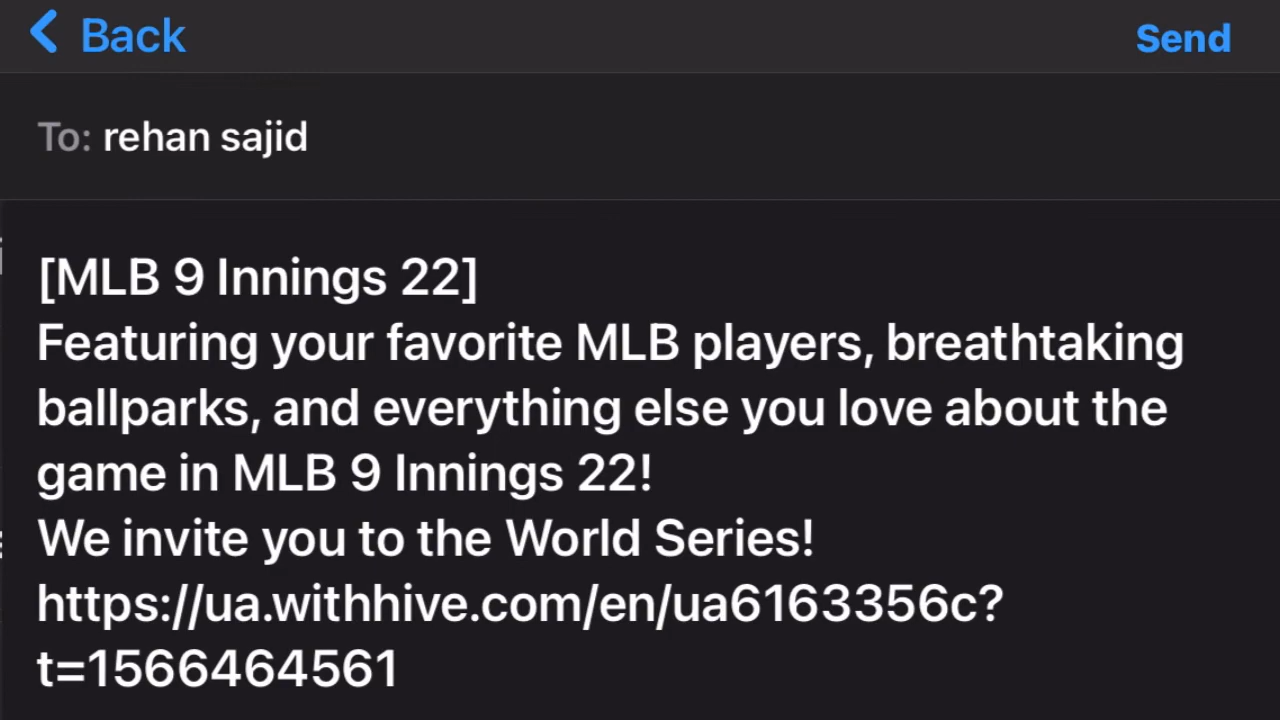 Back
Send
To: rehan sajid
[MLB 9 Innings 22]
Featuring your favorite MLB players, breathtaking
ballparks, and everything else you love about the
game in MLB 9 Innings 22!
We invite you to the World Series!
https://ua.withhive.com/en/ua6163356c?
t=1566464561